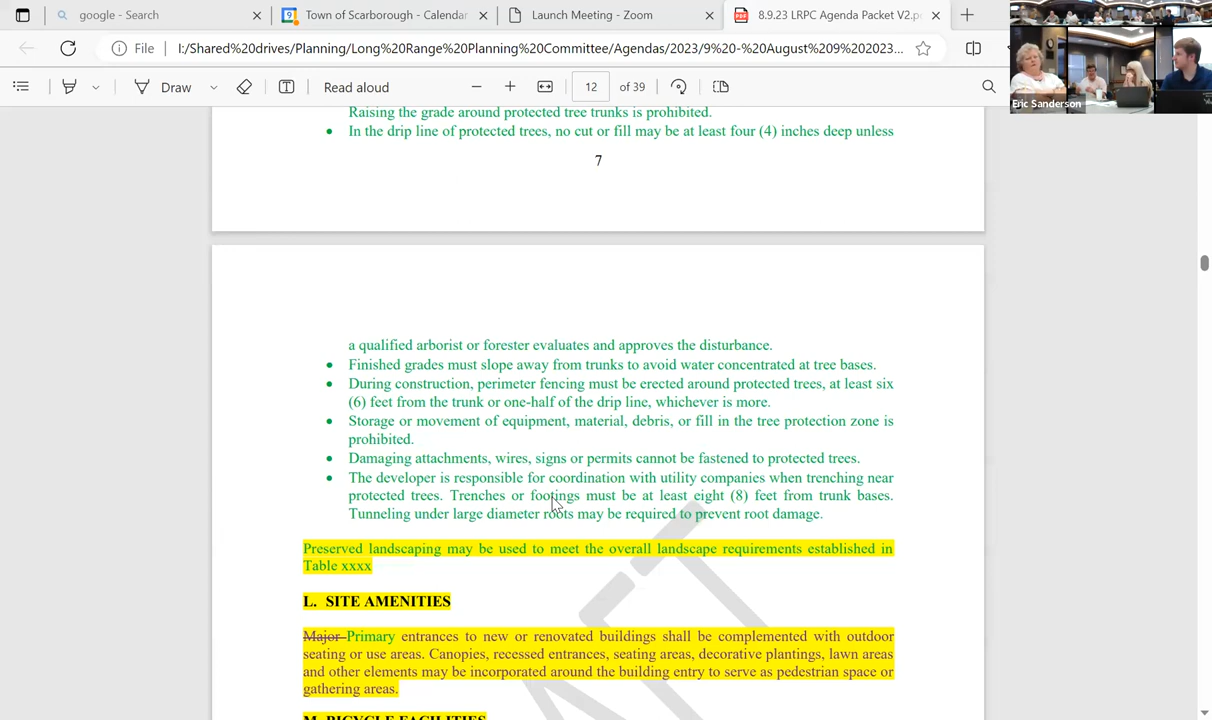 google - Search
Town of Scarborough - Calendar
Launch Meeting - Zoom
8.9.23 LRPC Agenda Packet V2.p
File
I:/Shared%20drives/Planning/Long%20Range%20Planning%20Committee/Agendas/2023/9%20-%20August%209%202023...
Draw
Read aloud
12 of 39
Eric Sanderson
Raising the grade around protected tree trunks is prohibited.
• In the drip line of protected trees, no cut or fill may be at least four (4) inches deep unless
7
a qualified arborist or forester evaluates and approves the disturbance.
• Finished grades must slope away from trunks to avoid water concentrated at tree bases.
• During construction, perimeter fencing must be erected around protected trees, at least six
(6) feet from the trunk or one-half of the drip line, whichever is more.
• Storage or movement of equipment, material, debris, or fill in the tree protection zone is
prohibited.
• Damaging attachments, wires, signs or permits cannot be fastened to protected trees.
• The developer is responsible for coordination with utility companies when trenching near
protected trees. Trenches or footings must be at least eight (8) feet from trunk bases.
Tunneling under large diameter roots may be required to prevent root damage.
Preserved landscaping may be used to meet the overall landscape requirements established in
Table xxxx
L. SITE AMENITIES
Major Primary entrances to new or renovated buildings shall be complemented with outdoor
seating or use areas. Canopies, recessed entrances, seating areas, decorative plantings, lawn areas
and other elements may be incorporated around the building entry to serve as pedestrian space or
gathering areas.
M. BICYCLE FACILITIES